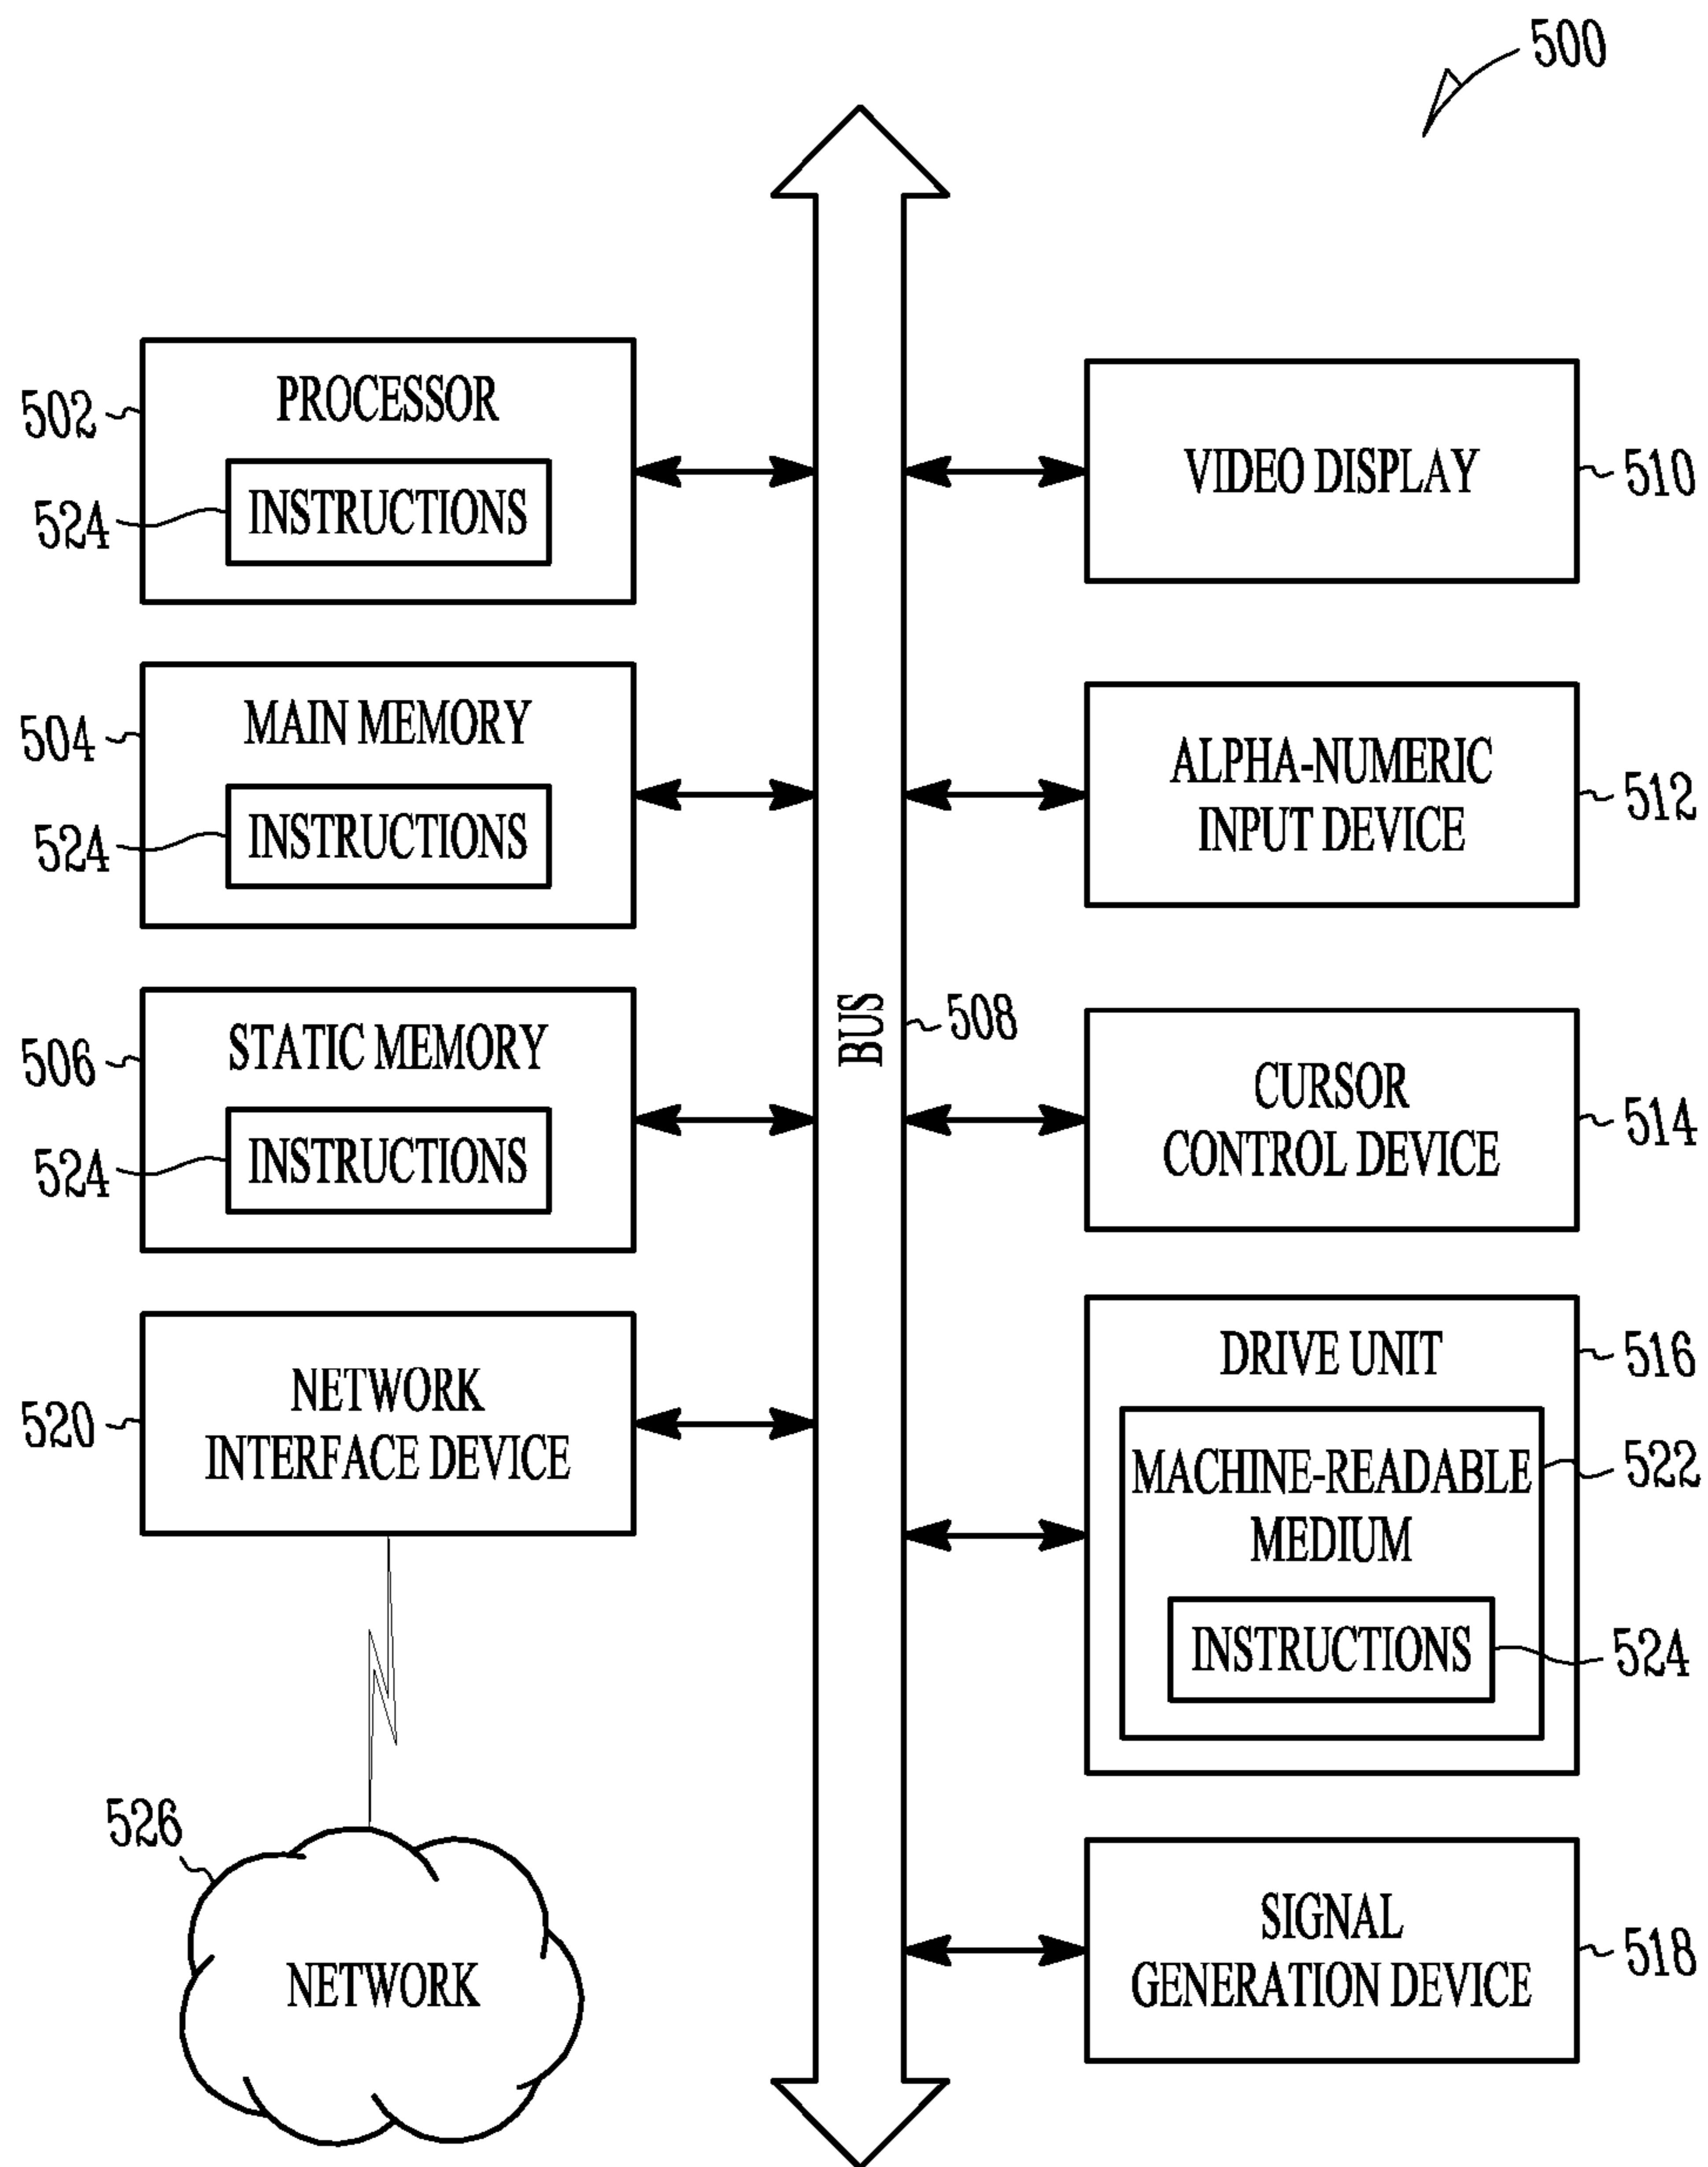 500
PROCESSOR
502
INSTRUCTIONS
524
MAIN MEMORY
504
INSTRUCTIONS
524
STATIC MEMORY
506
INSTRUCTIONS
524
NETWORK
INTERFACE DEVICE
520
526
NETWORK
BUS
508
VIDEO DISPLAY
510
ALPHA-NUMERIC
INPUT DEVICE
512
CURSOR
CONTROL DEVICE
514
DRIVE UNIT
516
MACHINE-READABLE
MEDIUM
522
INSTRUCTIONS
524
SIGNAL
GENERATION DEVICE
518